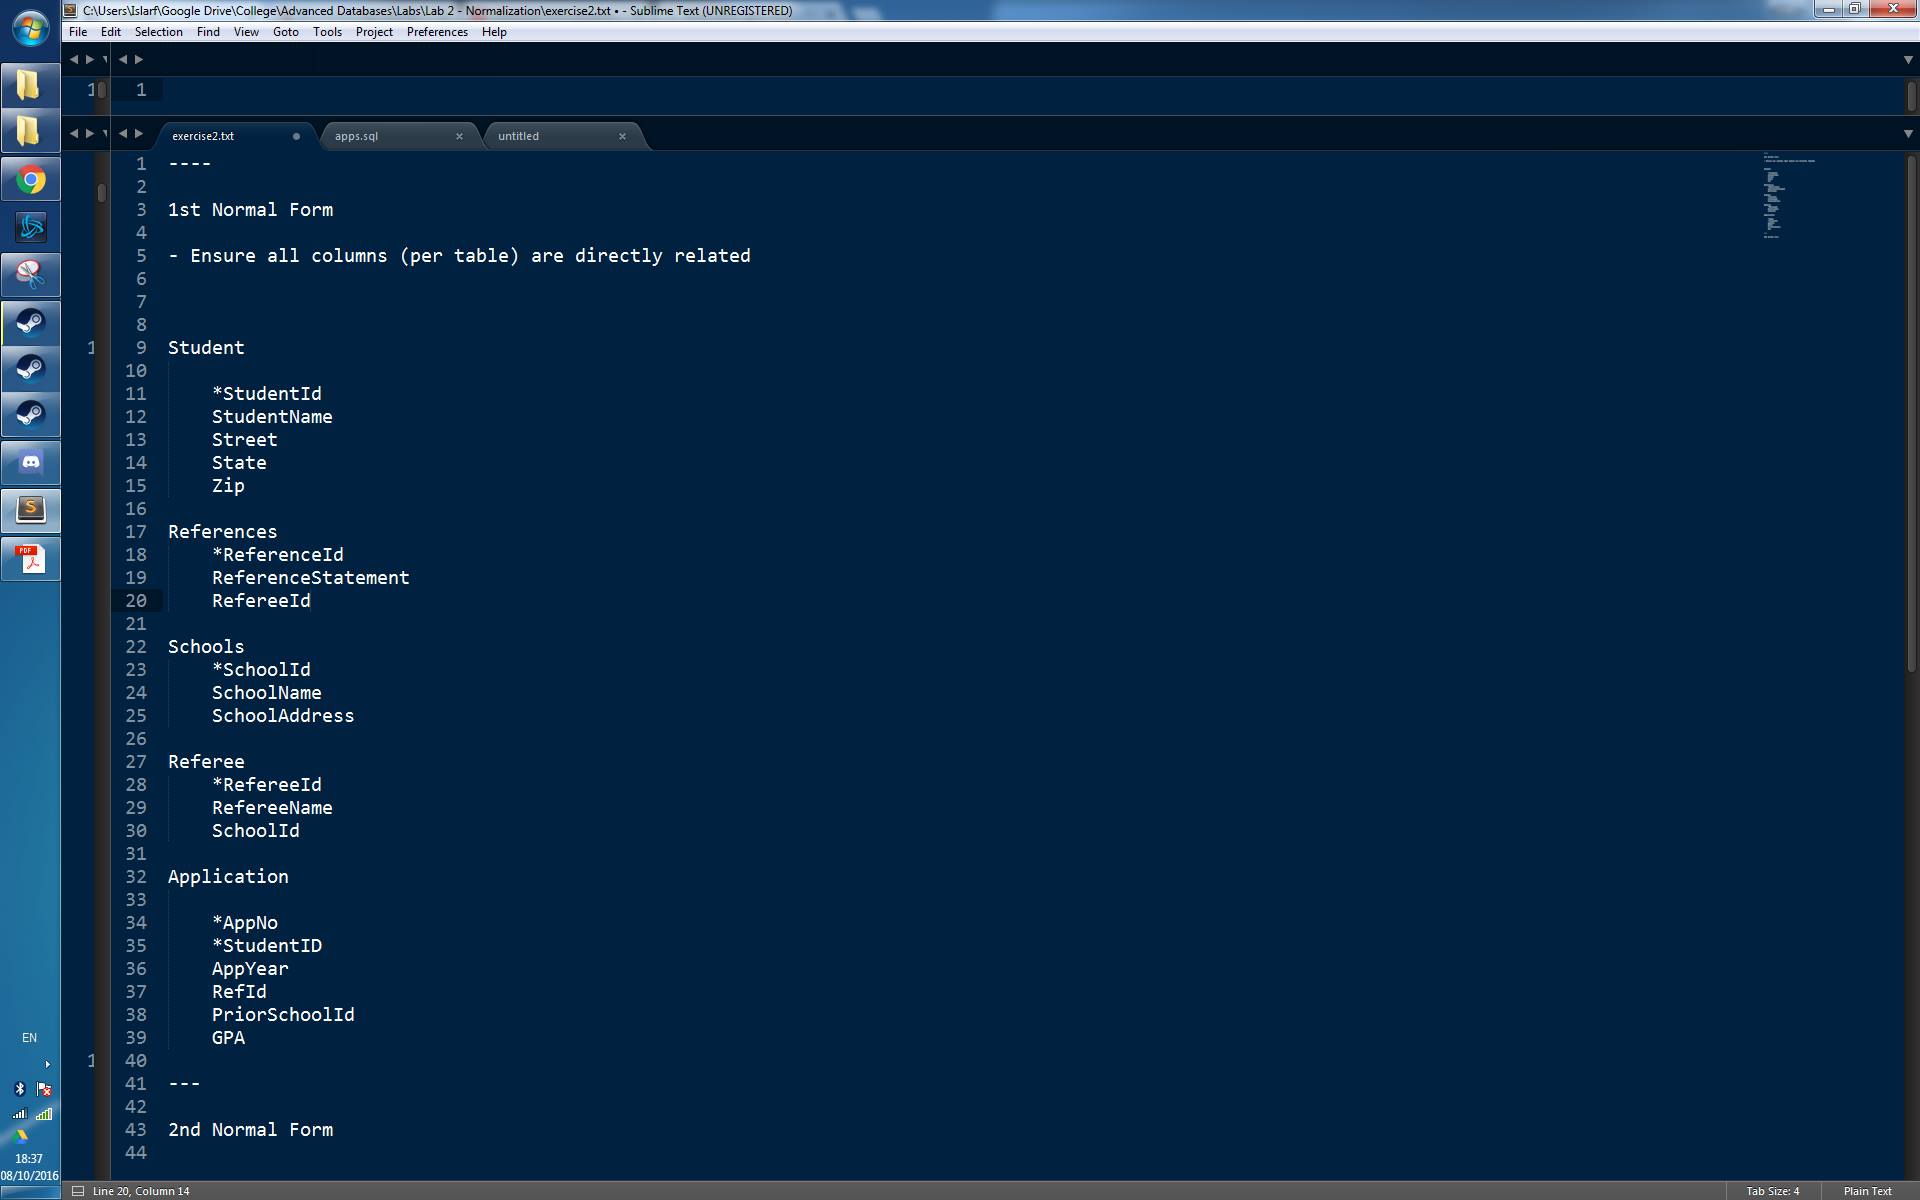 C:\Users\Islarf\Google Drive\College\Advanced Databases\Labs\Lab 2 - Normalization\exercise2.txt • - Sublime Text (UNREGISTERED)
File Edit Selection Find View Goto Tools Project Preferences Help
1 1
exercise2.txt apps.sql untitled
1 ----
2
3 1st Normal Form
4
5 - Ensure all columns (per table) are directly related
6
7
8
1 9 Student
10
11 *StudentId
12 StudentName
13 Street
14 State
15 Zip
16
17 References
18 *ReferenceId
19 ReferenceStatement
20 RefereeId
21
22 Schools
23 *SchoolId
24 SchoolName
25 SchoolAddress
26
27 Referee
28 *RefereeId
29 RefereeName
30 SchoolId
31
32 Application
33
34 *AppNo
35 *StudentID
36 AppYear
37 RefId
38 PriorSchoolId
39 GPA
1 40
41 ---
42
43 2nd Normal Form
44
S
PDF
EN
18:37
08/10/2016
Line 20, Column 14 Tab Size: 4 Plain Text